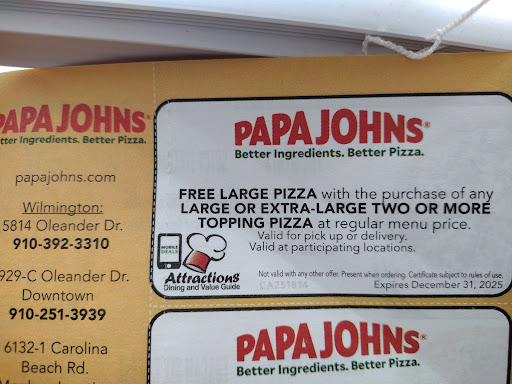 PAPA JOHNS
Better Ingredients. Better Pizza.
papajohns.com
Wilmington:
5814 Oleander Dr.
910-392-3310
929-C Oleander Dr.
Downtown
910-251-3939
6132-1 Carolina
Beach Rd.
PAPA JOHNS®
Better Ingredients. Better Pizza.
FREE LARGE PIZZA with the purchase of any
LARGE OR EXTRA-LARGE TWO OR MORE
TOPPING PIZZA at regular menu price.
Valid for pick up or delivery.
Valid at participating locations.
MOBILE
DEALS
Attractions
Dining and Value Guide
Not valid with any other offer. Present when ordering. Certificate subject to rules of use.
CA251814
Expires December 31, 2025
PAPA JOHNS®
Better Ingredients. Better Pizza.